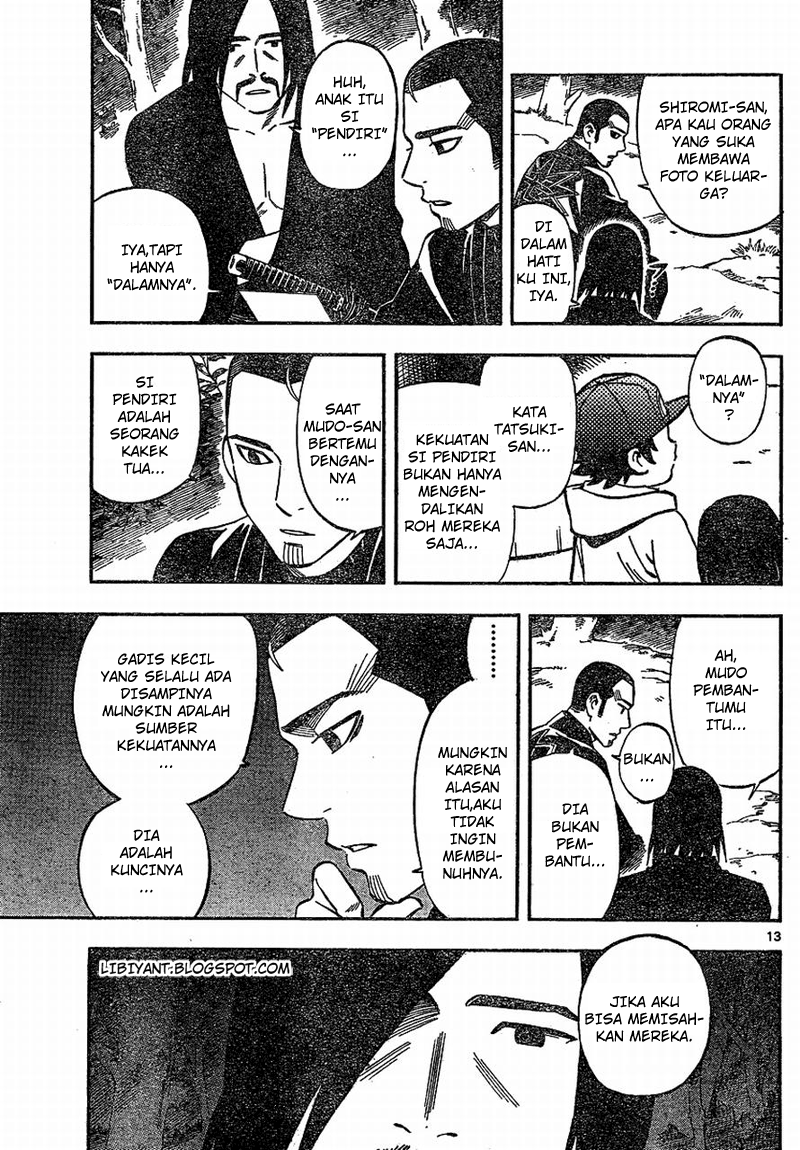 SHIROMI-SAN,
APA KAU ORANG
YANG SUKA
MEMBAWA
FOTO KELUAR-
GA?
DI
DALAM
HATI
KU INI,
IYA.
HUH,
ANAK ITU
SI
"PENDIRI"
...
IYA,TAPI
HANYA
"DALAMNYA".
"DALAM-
NYA"
?
KATA
TATSUKI-
SAN...
KEKUATAN
SI PENDIRI
BUKAN HANYA
MENGEN-
DALIKAN
ROH MEREKA
SAJA...
SAAT
MUDO-SAN
BERTEMU
DENGAN-
NYA
...
SI
PENDIRI
ADALAH
SEORANG
KAKEK
TUA...
AH,
MUDO
PEMBAN-
TUMU
ITU...
BUKAN
...
DIA
BUKAN
PEM-
BANTU...
........
MUNGKIN
KARENA
ALASAN
ITU,AKU
TIDAK
INGIN
MEMBU-
NUHNYA.
GADIS KECIL
YANG SELALU ADA
DISAMPINYA
MUNGKIN ADALAH
SUMBER
KEKUATANNYA
...
DIA
ADALAH
KUNCINYA
...
13
JIKA AKU
BISA MEMISAH-
KAN MEREKA.
LIBIYANT.BLOGSPOT.COM